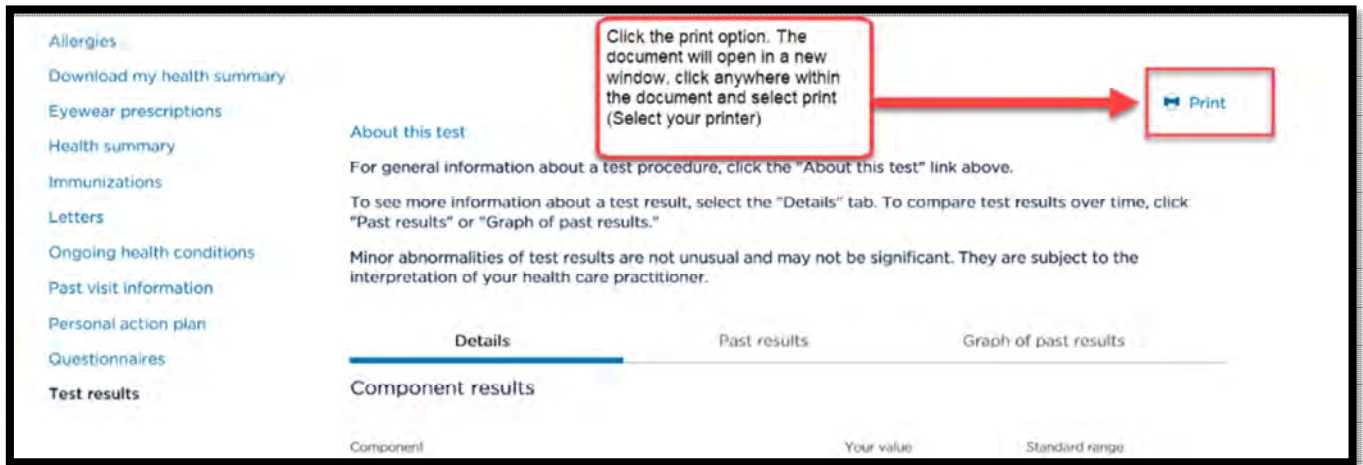 Allergies
Download my health summary
Eyewear prescriptions
Health summary
Immunizations
Letters
Ongoing health conditions
Past visit information
Personal action plan
Questionnaires
Test results
Click the print option. The
document will open in a new
window. click anywhere within
the document and select print
(Select your printer)
Print
About this test
For general information about a test procedure, click the "About this test" link above.
To see more information about a test result, select the "Details" tab. To compare test results over time, click
"Past results" or "Graph of past results."
Minor abnormalities of test results are not unusual and may not be significant. They are subject to the
interpretation of your health care practitioner.
Details Past results Graph of past results
Component results
Component Your value Standard range